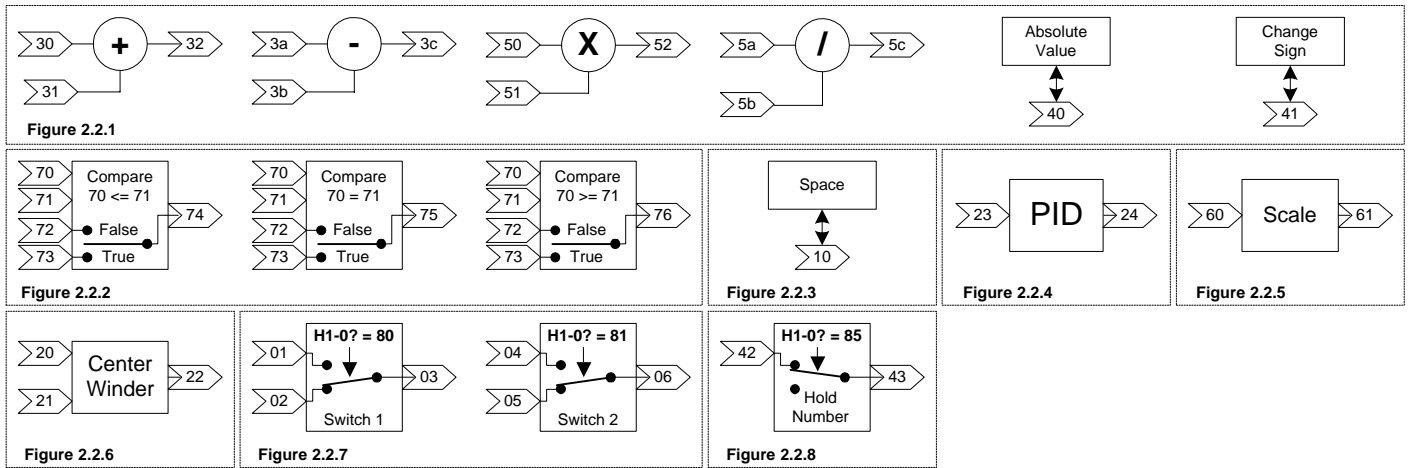 30
+
32
31
3a
-
3c
3b
50
X
52
51
5a
/
5c
5b
Absolute
Value
40
Change
Sign
41
Figure 2.2.1
70
71
72
73
Compare
70 <= 71
False
True
74
70
71
72
73
Compare
70 = 71
False
True
75
70
71
72
73
Compare
70 >= 71
False
True
76
Figure 2.2.2
Space
10
Figure 2.2.3
23
PID
24
Figure 2.2.4
60
Scale
61
Figure 2.2.5
20
21
Center
Winder
22
Figure 2.2.6
01
02
H1-0? = 80
03
Switch 1
04
05
H1-0? = 81
06
Switch 2
Figure 2.2.7
42
H1-0? = 85
43
Hold
Number
Figure 2.2.8